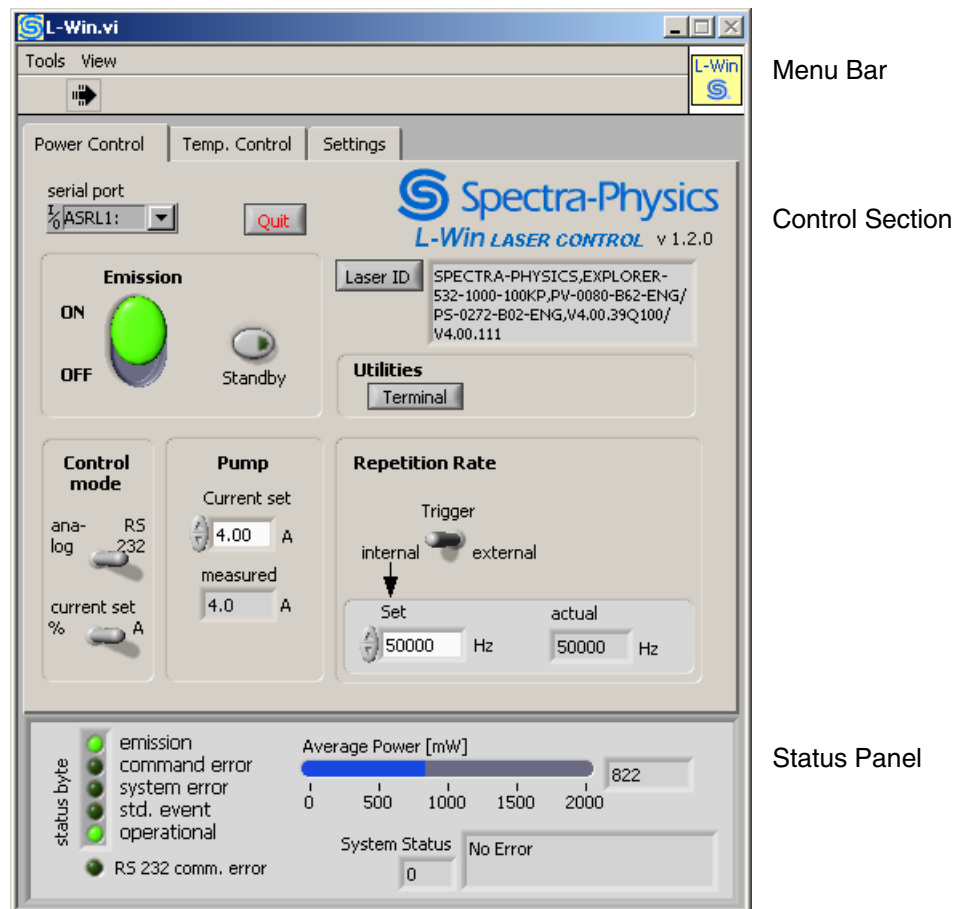 L-Win.vi
Tools View
L-Win
Menu Bar
Power Control
Temp. Control
Settings
serial port
I/O ASRL1:
Quit
Spectra-Physics
L-Win LASER CONTROL v 1.2.0
Control Section
Emission
ON
OFF
Standby
Laser ID
SPECTRA-PHYSICS,EXPLORER-
532-1000-100KP,PV-0080-B62-ENG/
PS-0272-B02-ENG,V4.00.39Q100/
V4.00.111
Utilities
Terminal
Control
mode
ana-
log
RS
232
current set
% A
Pump
Current set
4.00 A
measured
4.0 A
Repetition Rate
Trigger
internal external
Set actual
50000 Hz 50000 Hz
status byte
emission
command error
system error
std. event
operational
RS 232 comm. error
Average Power [mW]
822
0 500 1000 1500 2000
System Status
0
No Error
Status Panel